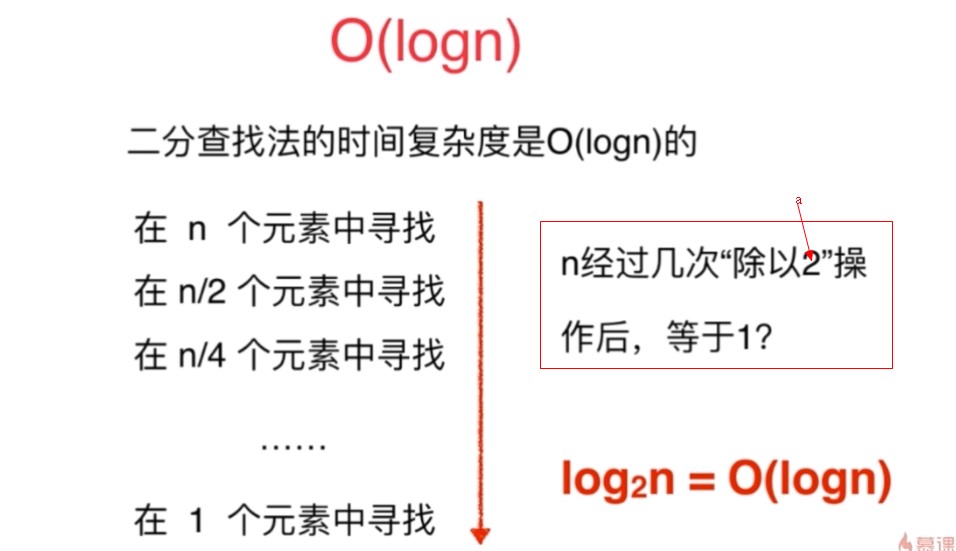 O(logn)
二分查找法的时间复杂度是O(logn)的
在 n 个元素中寻找
在 n/2 个元素中寻找
在 n/4 个元素中寻找
……
在 1 个元素中寻找
a
n经过几次“除以2”操
作后，等于1？
log₂n = O(logn)
慕课